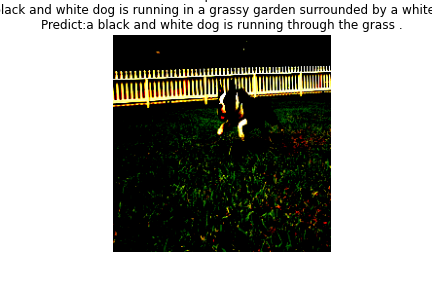 lack and white dog is running in a grassy garden surrounded by a white
Predict:a black and white dog is running through the grass .